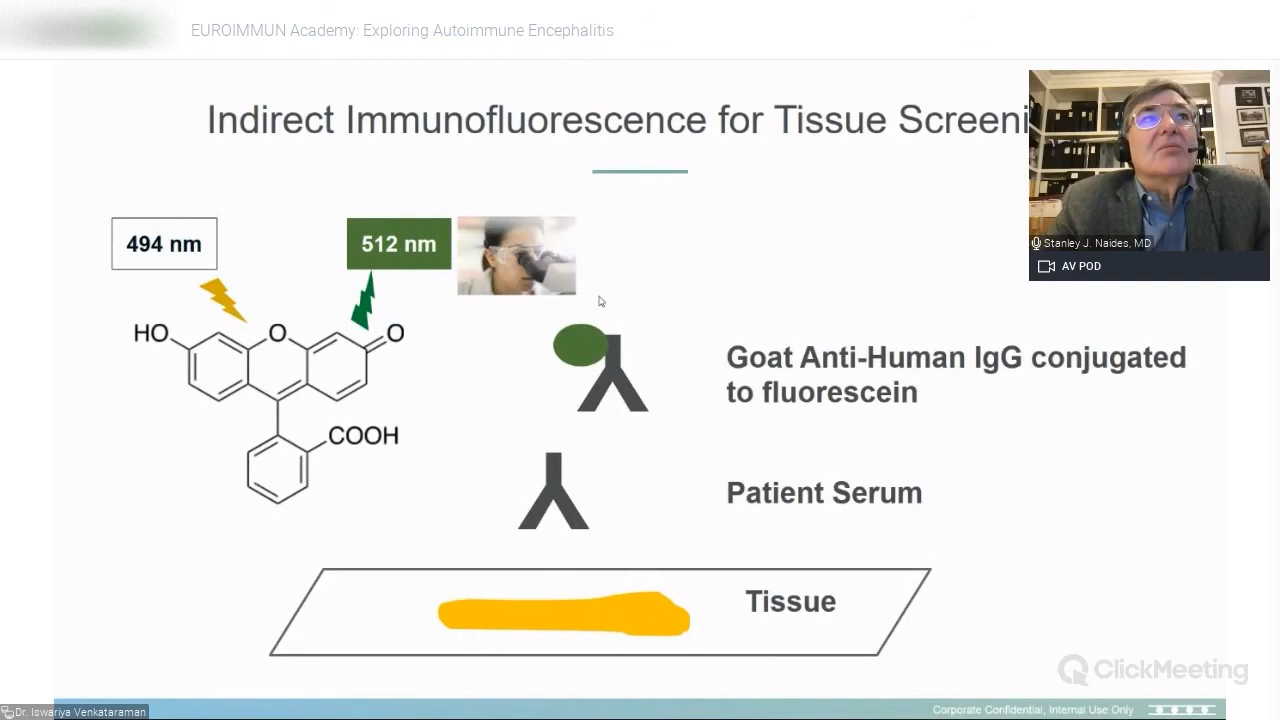 EUROIMMUN Academy: Exploring Autoimmune Encephalitis
Indirect Immunofluorescence for Tissue Screeni
494 nm
512 nm
Stanley J. Naides, MD
AV POD
HO
O
O
COOH
Goat Anti-Human IgG conjugated
to fluorescein
Patient Serum
Tissue
ClickMeeting
Dr. Iswariya Venkataraman
Corporate Confidential, Internal Use Only